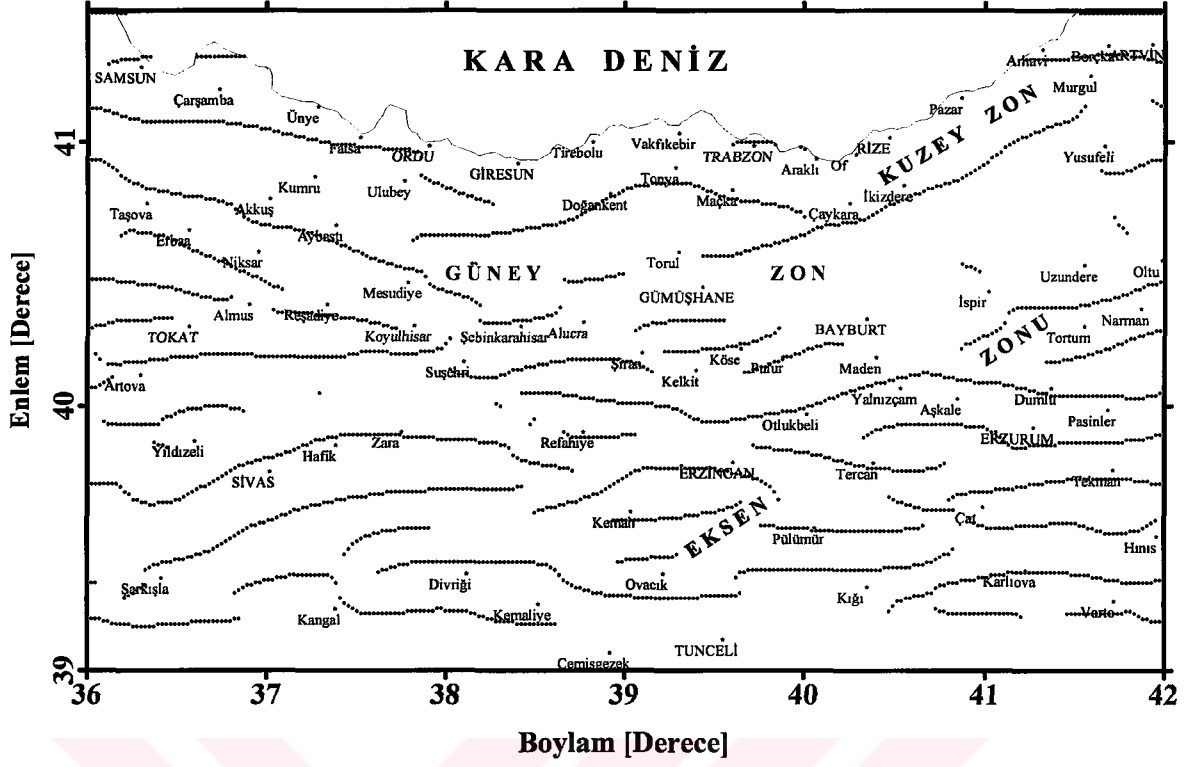 KARA DENİZ
SAMSUN
Arhavi
Borçka
ARTVİN
Murgul
Çarşamba
Ünye
Pazar
KUZEY ZON
41
Fatsa
ORDU
GİRESUN
Tirebolu
Vakfıkebir
TRABZON
Araklı
Of
RİZE
Yusufeli
Kumru
Ulubey
Tonya
Doğankent
Maçka
Çaykara
İkizdere
Taşova
Akkuş
Erbaa
Aybastı
Niksar
GÜNEY ZON
Torul
Uzundere
Oltu
Mesudiye
GÜMÜŞHANE
İspir
Almus
Reşadiye
Narman
TOKAT
Koyulhisar
Şebinkarahisar
Alucra
BAYBURT
ZONU
Tortum
Suşehri
Şiran
Köse
Pulur
Maden
Kelkit
Artova
40
Yalnızçam
Aşkale
Dumlu
Otlukbeli
Pasinler
Yıldızeli
Hafik
Zara
Refahiye
ERZURUM
SİVAS
ERZİNCAN
Tercan
Tekman
Kemah
EKSEN
Çat
Pülümür
Hınıs
Şarkışla
Divriği
Ovacık
Kığı
Karlıova
Kangal
Kemaliye
Varto
TUNCELİ
Çemişgezek
39
36 37 38 39 40 41 42
Enlem [Derece]
Boylam [Derece]